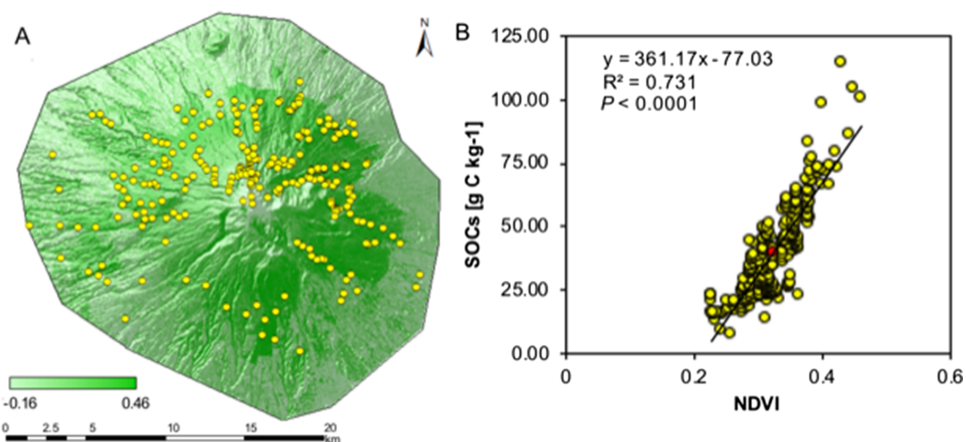 A
N
-0.16 0.46
0 2.5 5 10 15 20
km
B
y = 361.17x - 77.03
R² = 0.731
P < 0.0001
125.00
100.00
75.00
50.00
25.00
0.00
SOCs [g C kg-1]
0 0.2 0.4 0.6
NDVI